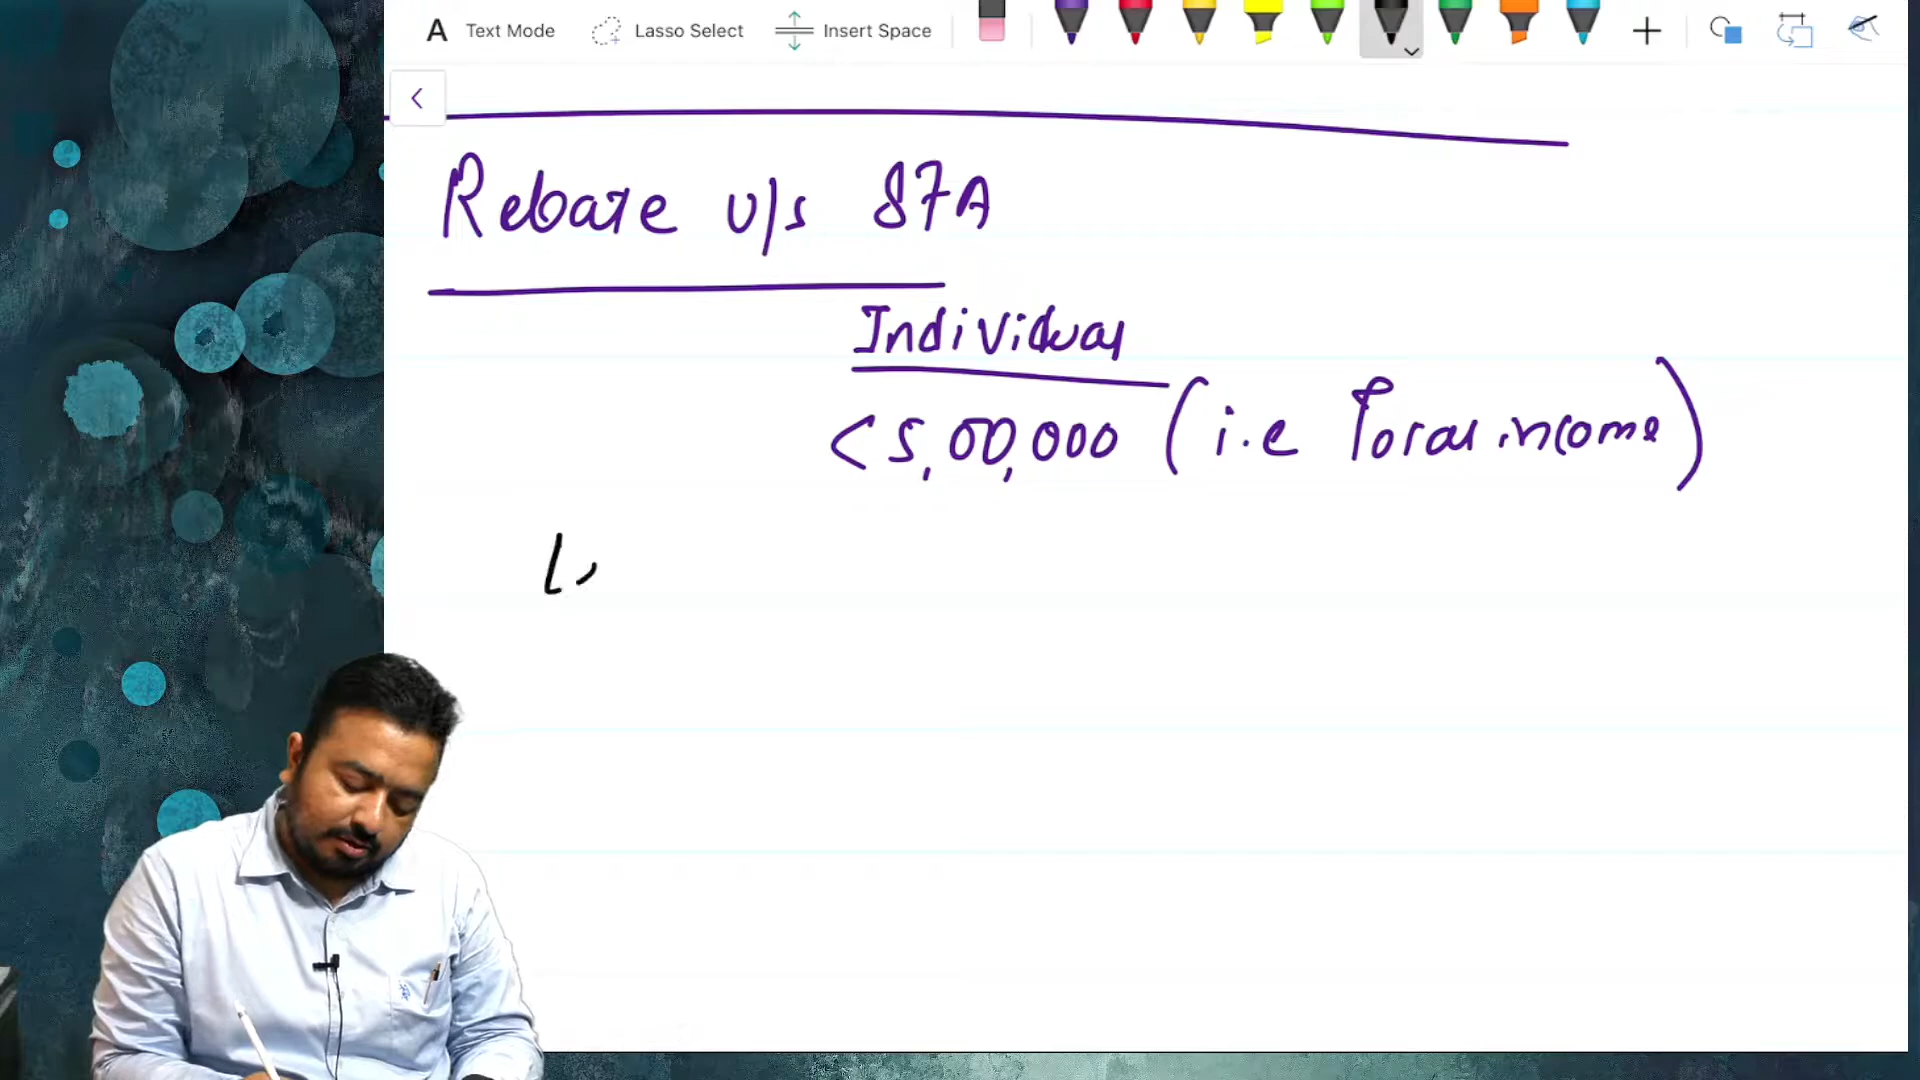 A Text Mode Lasso Select Insert Space
Rebate u/s 87A
Individual
<5,00,000 (i.e Total income)